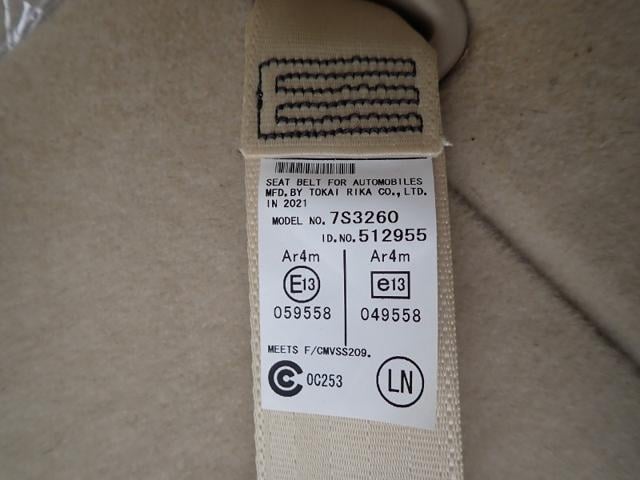 SEAT BELT FOR AUTOMOBILES
MFD.BY TOKAI RIKA CO.,LTD.
IN 2021
MODEL NO. 7S3260
ID.NO. 512955
Ar4m Ar4m
E13 e13
059558 049558
MEETS F/CMVSS209.
CCC 0C253 LN